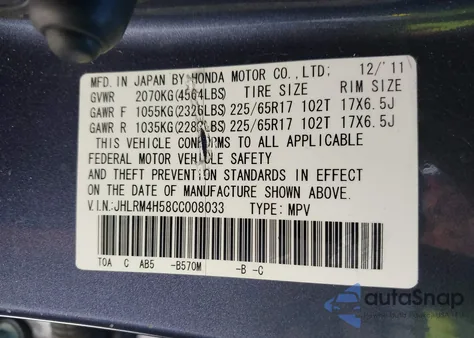 MFD. IN JAPAN BY HONDA MOTOR CO., LTD: 12/'11
GVWR 2070KG(4564LBS) TIRE SIZE RIM SIZE
GAWR F 1055KG(2326LBS) 225/65R17 102T 17X6.5J
GAWR R 1035KG(228 LBS) 225/65R17 102T 17X6.5J
THIS VEHICLE CONFORMS TO ALL APPLICABLE
FEDERAL MOTOR VEHICLE SAFETY
AND THEFT PREVENTION STANDARDS IN EFFECT
ON THE DATE OF MANUFACTURE SHOWN ABOVE.
V.I.N:JHLRM4H58CC008033 TYPE: MPV
TOA C AB5 -B570M -B -C
autoSnap